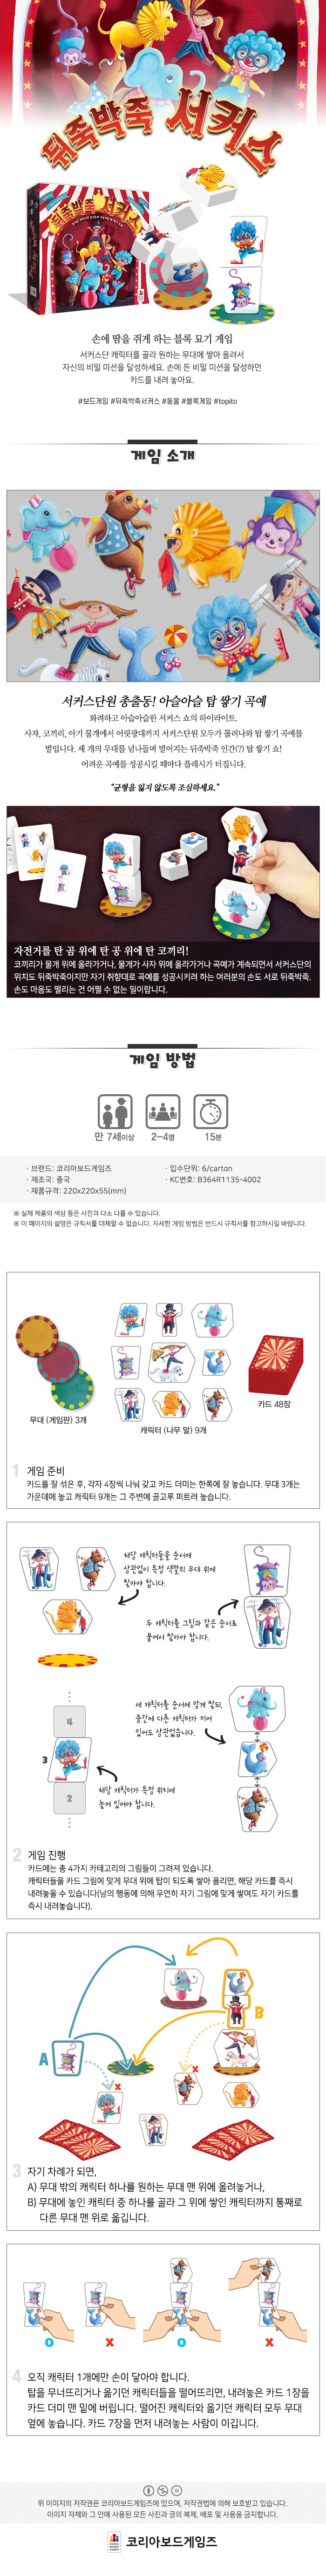 뒤죽박죽 서커스
뒤죽박죽 서커스
손에 땀을 쥐게 하는 블록 묘기 게임
서커스단 캐릭터를 골라 원하는 무대에 쌓아 올려서
자신의 비밀 미션을 달성하세요. 손에 든 비밀 미션을 달성하면
카드를 내려 놓아요.
#보드게임 #뒤죽박죽서커스 #동물 #블록게임 #topito
게임 소개
서커스단원 총출동! 아슬아슬 탑 쌓기 곡예
화려하고 아슬아슬한 서커스 쇼의 하이라이트,
사자, 코끼리, 아기 물개에서 어릿광대까지 서커스단원 모두가 몰려나와 탑 쌓기 곡예를
벌입니다. 세 개의 무대를 넘나들며 벌어지는 뒤죽박죽 인간(?) 탑 쌓기 쇼!
어려운 곡예를 성공시킬 때마다 플래시가 터집니다.
“균형을 잃지 않도록 조심하세요.”
자전거를 탄 곰 위에 탄 공 위에 탄 코끼리!
코끼리가 물개 위에 올라가거나, 물개가 사자 위에 올라가거나 곡예가 계속되면서 서커스단의
위치도 뒤죽박죽이지만 자기 취향대로 곡예를 성공시키려 하는 여러분의 손도 서로 뒤죽박죽.
손도 마음도 떨리는 건 어쩔 수 없는 일이랍니다.
게임 방법
만 7세이상
2-4명
15분
· 브랜드: 코리아보드게임즈
· 입수단위: 6/carton
· 제조국: 중국
· KC번호: B364R1135-4002
· 제품규격: 220x220x55(mm)
※ 실제 제품의 색상 등은 사진과 다소 다를 수 있습니다.
※ 이 페이지의 설명은 규칙서를 대체할 수 없습니다. 자세한 게임 방법은 반드시 규칙서를 참고하시길 바랍니다.
무대 (게임판) 3개
캐릭터 (나무 말) 9개
카드 48장
1 게임 준비
카드를 잘 섞은 후, 각자 4장씩 나눠 갖고 카드 더미는 한쪽에 잘 놓습니다. 무대 3개는
가운데에 놓고 캐릭터 9개는 그 주변에 골고루 퍼트려 놓습니다.
해당 캐릭터들을 순서에
상관없이 특정 색깔의 무대 위에
쌓아야 합니다.
두 캐릭터를 그림과 같은 순서로
붙여서 쌓아야 합니다.
세 캐릭터를 순서에 맞게 쌓되,
중간에 다른 캐릭터가 끼어
있어도 상관없습니다.
4
3
2
해당 캐릭터가 특정 위치에
놓여 있어야 합니다.
2 게임 진행
카드에는 총 4가지 카테고리의 그림들이 그려져 있습니다.
캐릭터들을 카드 그림에 맞게 무대 위에 탑이 되도록 쌓아 올리면, 해당 카드를 즉시
내려놓을 수 있습니다(남의 행동에 의해 우연히 자기 그림에 맞게 쌓여도 자기 카드를
즉시 내려놓습니다).
A
B
X
X
3 자기 차례가 되면,
A) 무대 밖의 캐릭터 하나를 원하는 무대 맨 위에 올려놓거나,
B) 무대에 놓인 캐릭터 중 하나를 골라 그 위에 쌓인 캐릭터까지 통째로
다른 무대 맨 위로 옮깁니다.
O
X
O
X
4 오직 캐릭터 1개에만 손이 닿아야 합니다.
탑을 무너뜨리거나 옮기던 캐릭터들을 떨어뜨리면, 내려놓은 카드 1장을
카드 더미 맨 밑에 버립니다. 떨어진 캐릭터와 옮기던 캐릭터 모두 무대
옆에 놓습니다. 카드 7장을 먼저 내려놓는 사람이 이깁니다.
위 이미지의 저작권은 코리아보드게임즈에 있으며, 저작권법에 의해 보호받고 있습니다.
이미지 자체와 그 안에 사용된 모든 사진과 글의 복제, 배포 및 사용을 금지합니다.
코리아보드게임즈